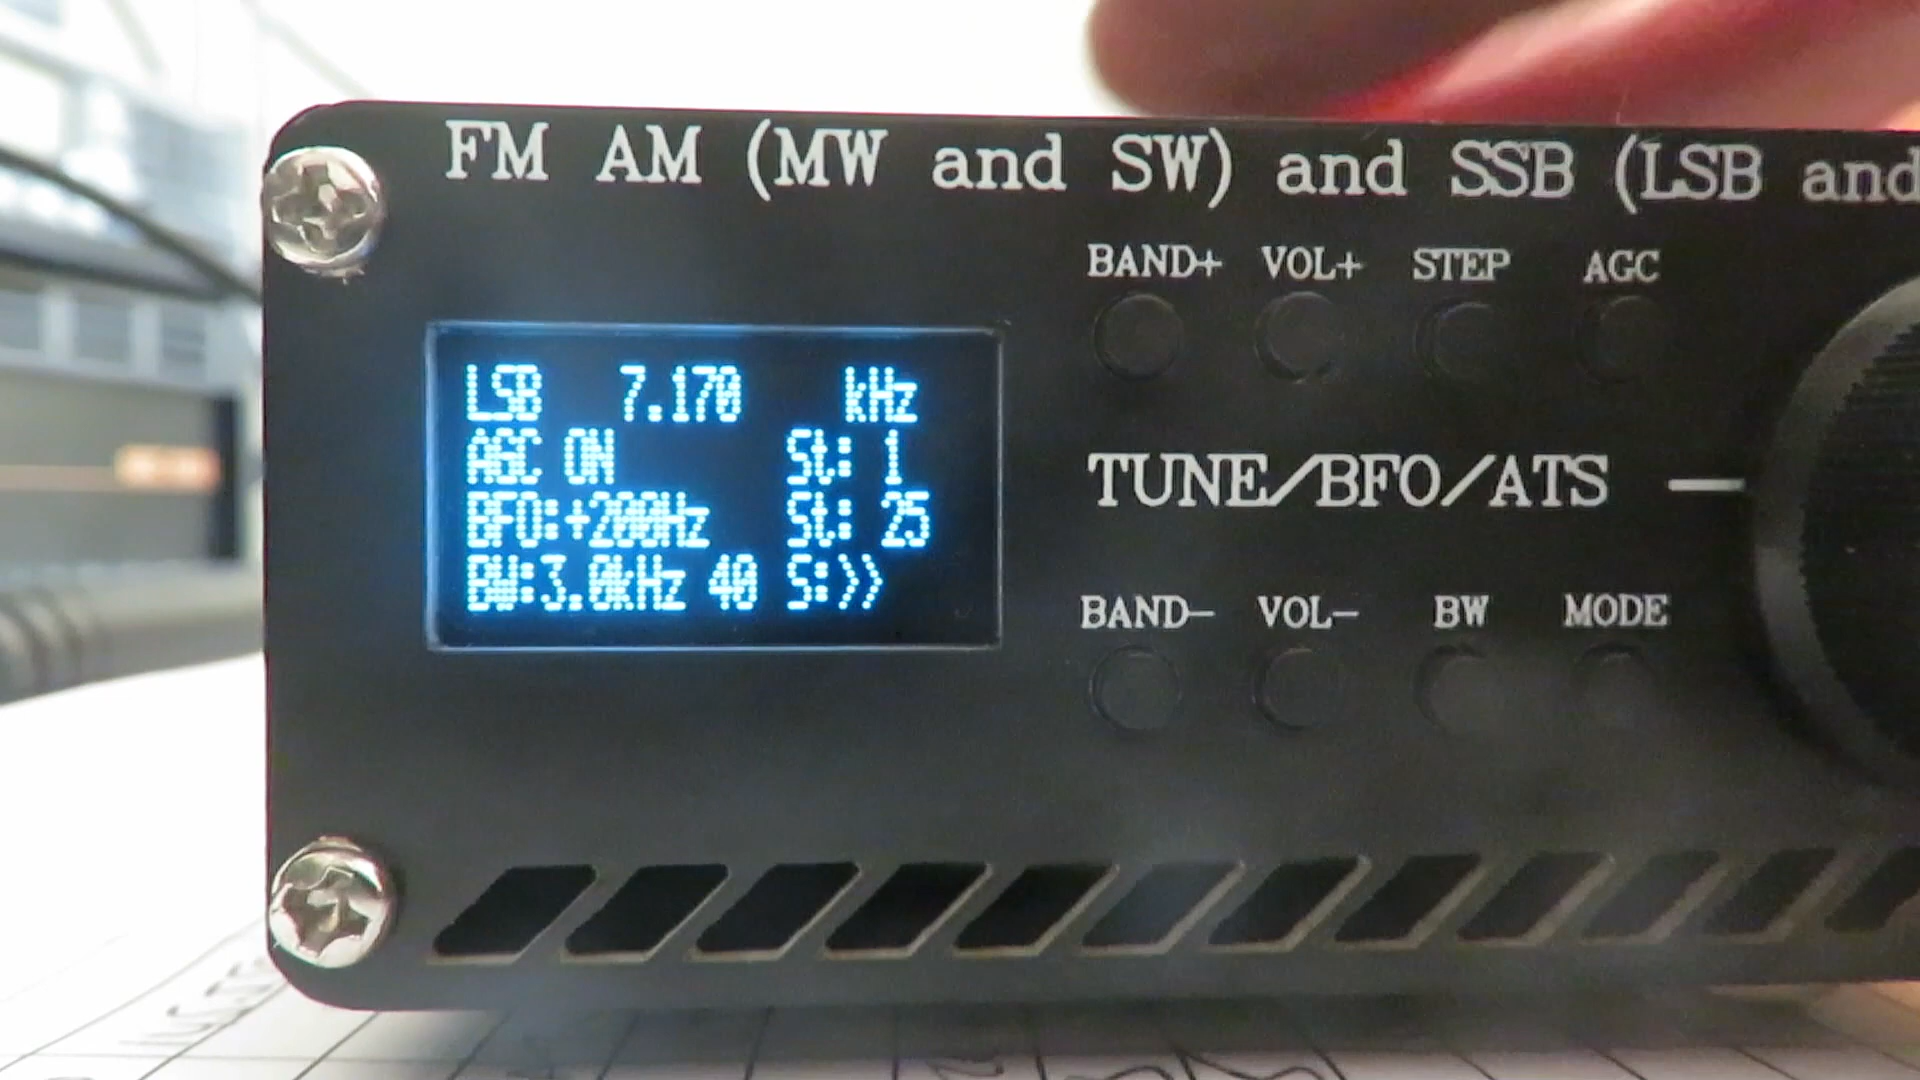 FM AM (MW and SW) and SSB (LSB and
BAND+ VOL+ STEP AGC
LSB 7.170 kHz
AGC ON St: 1
BFO:+200Hz St: 25
BW:3.0kHz 40 S:>>
TUNE/BFO/ATS
BAND- VOL- BW MODE